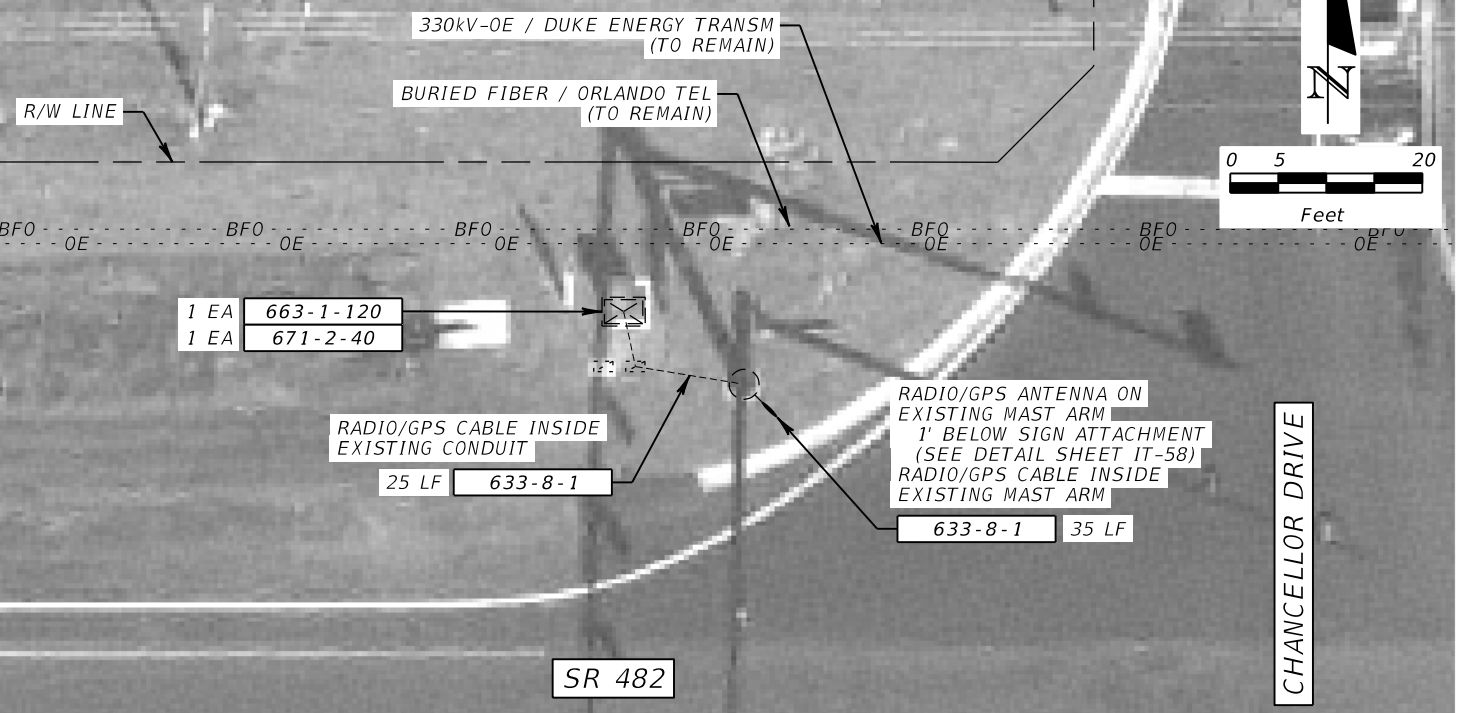 330kV-OE / DUKE ENERGY TRANSM
(TO REMAIN)
BURIED FIBER / ORLANDO TEL
(TO REMAIN)
R/W LINE
N
0 5 20
Feet
BFO BFO BFO BFO BFO BFO BFO
OE OE OE OE OE OE OE
1 EA 663-1-120
1 EA 671-2-40
RADIO/GPS CABLE INSIDE
EXISTING CONDUIT
25 LF 633-8-1
RADIO/GPS ANTENNA ON
EXISTING MAST ARM
1' BELOW SIGN ATTACHMENT
(SEE DETAIL SHEET IT-58)
RADIO/GPS CABLE INSIDE
EXISTING MAST ARM
633-8-1 35 LF
CHANCELLOR DRIVE
SR 482